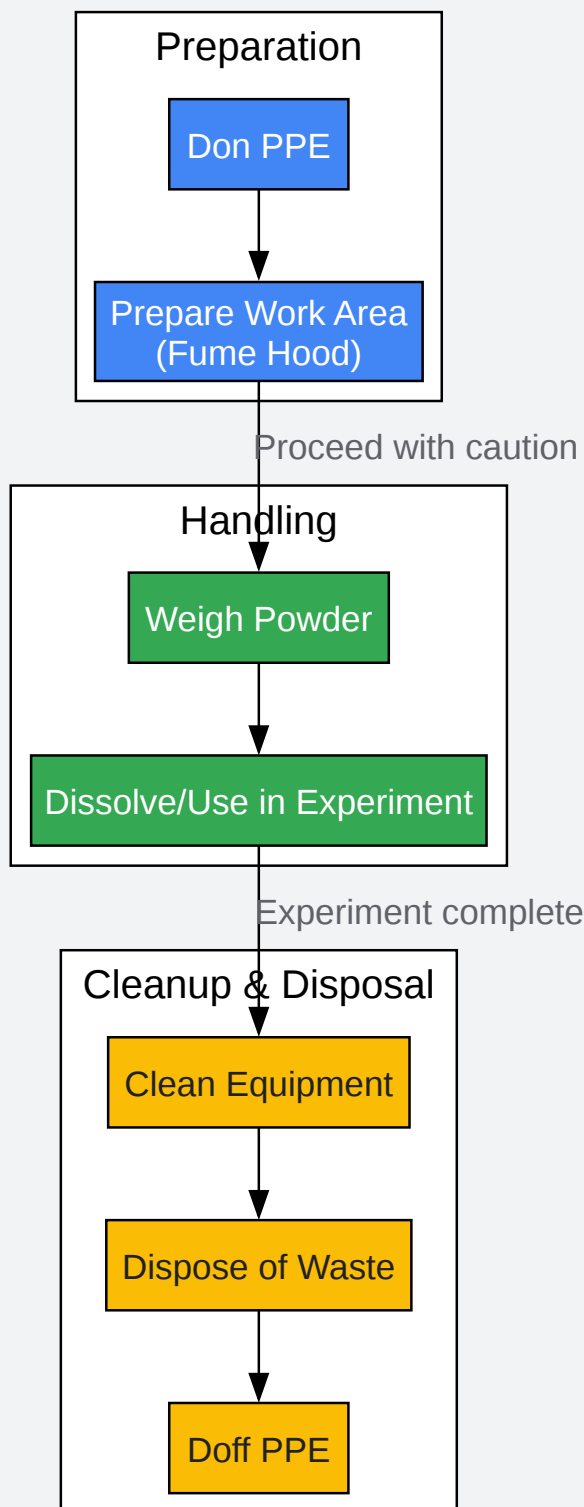 Preparation
Don PPE
Prepare Work Area
(Fume Hood)
Proceed with caution
Handling
Weigh Powder
Dissolve/Use in Experiment
Experiment complete
Cleanup & Disposal
Clean Equipment
Dispose of Waste
Doff PPE